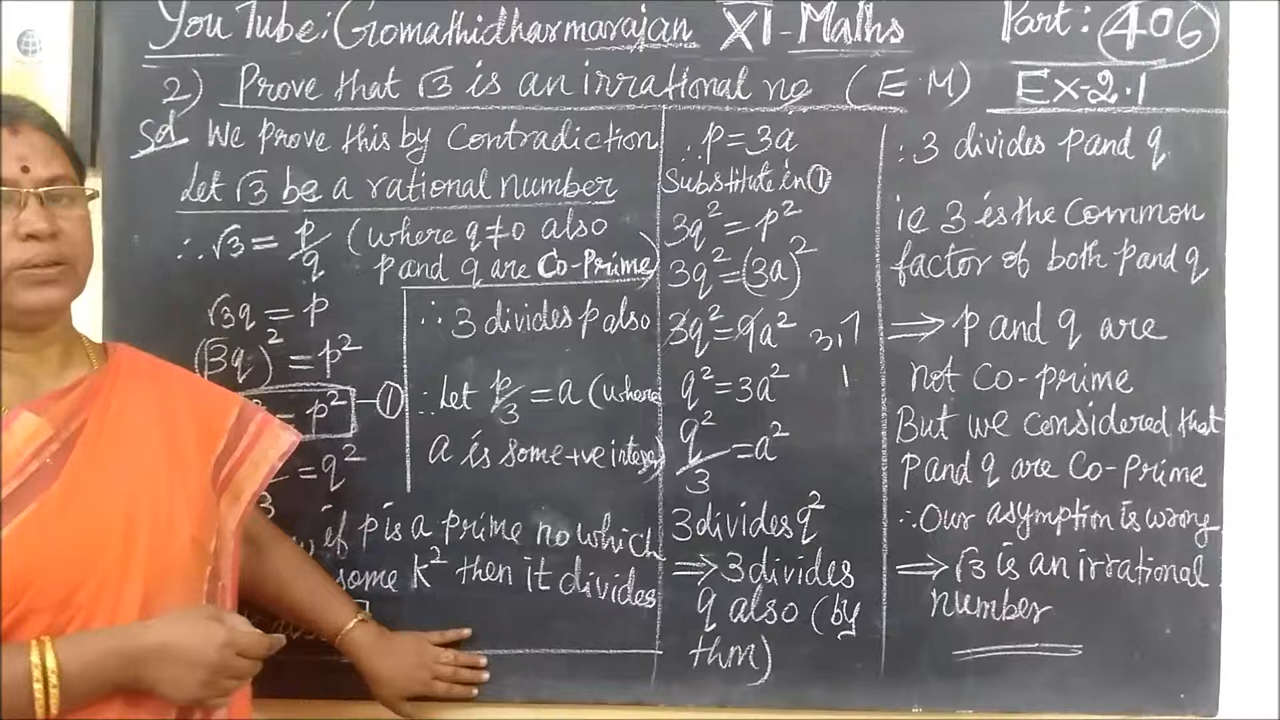 YouTube: Gomathidharmarajan XI-Maths Part: 406
2) Prove that √3 is an irrational no (E.M) Ex-2.1
Sol We prove this by Contradiction
Let √3 be a rational number
∴ √3 = p/q (where q≠0 also
p and q are Co-Prime)
√3q = p
(√3q)² = p²
= p² —①
= q²
3
∴ 3 divides p also
∴ Let p/3 = a (where
a is some +ve integer)
if p is a prime no which
some K² then it divides
∴ p = 3a
Substitute in ①
3q² = p²
3q² = (3a)²
3q² = 9a²
q² = 3a²
q²/3 = a²
3 divides q²
⟹ 3 divides
q also (by
thm)
∴ 3 divides p and q
ie 3 is the Common
factor of both p and q
⟹ p and q are
not Co-prime
But we considered that
p and q are Co-Prime
∴ Our asymption is wrong
⟹ √3 is an irrational
number